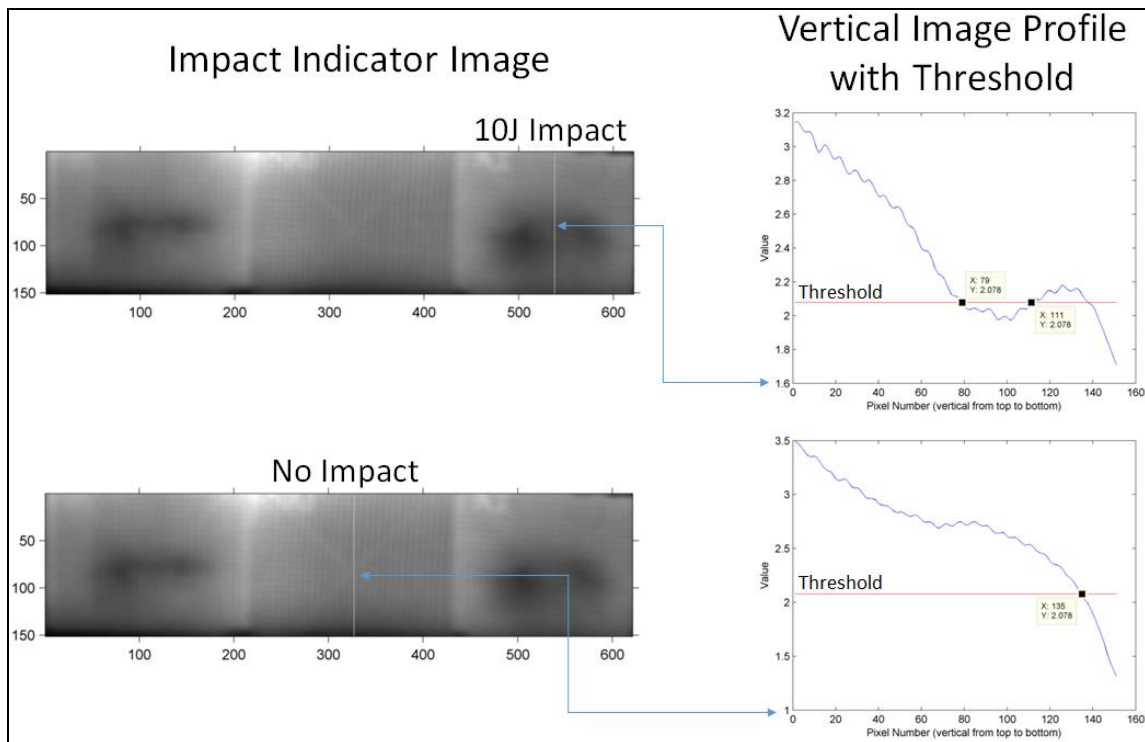 Impact Indicator Image
Vertical Image Profile
with Threshold
10J Impact
50
100
150
100 200 300 400 500 600
3.2
3
2.8
2.6
2.4
2.2
2
1.8
1.6
Value
Threshold
X: 79
Y: 2.078
X: 111
Y: 2.078
0 20 40 60 80 100 120 140 160
Pixel Number (vertical from top to bottom)
No Impact
50
100
150
100 200 300 400 500 600
3.5
3
2.5
2
1.5
1
Value
Threshold
X: 135
Y: 2.078
0 20 40 60 80 100 120 140 160
Pixel Number (vertical from top to bottom)